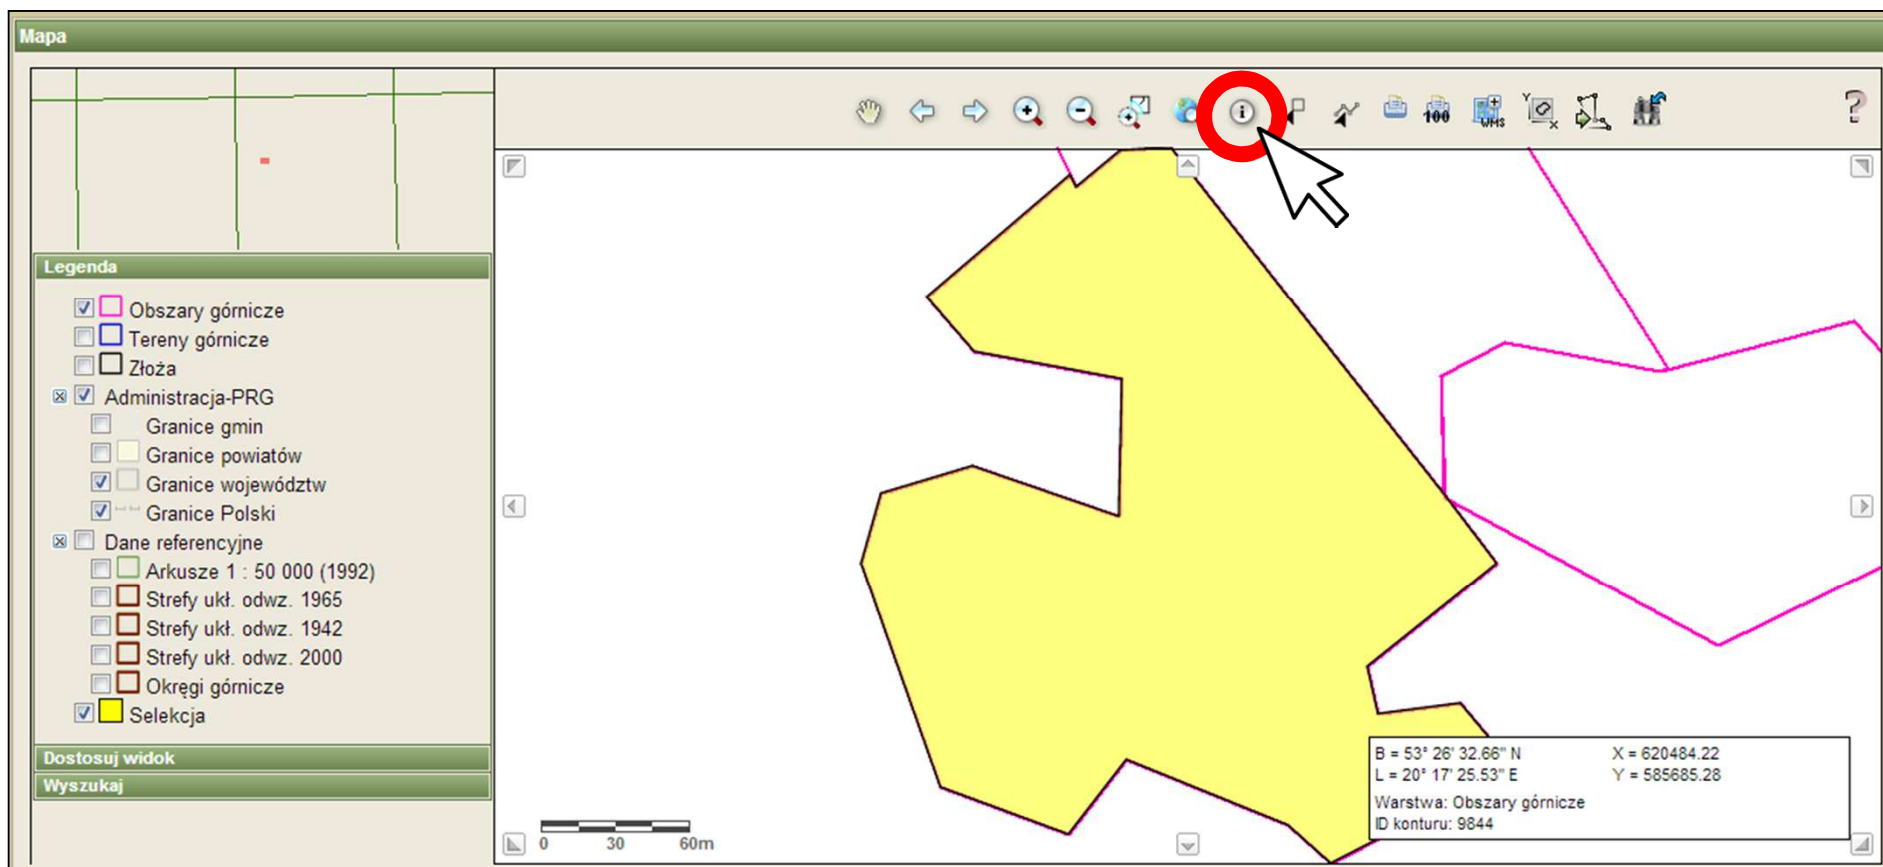 Mapa
100
WMS
Y
X
?
Legenda
Obszary górnicze
Tereny górnicze
Złoża
Administracja-PRG
Granice gmin
Granice powiatów
Granice województw
Granice Polski
Dane referencyjne
Arkusze 1 : 50 000 (1992)
Strefy ukł. odwz. 1965
Strefy ukł. odwz. 1942
Strefy ukł. odwz. 2000
Okręgi górnicze
Selekcja
Dostosuj widok
Wyszukaj
0 30 60m
B = 53° 26' 32.66" N X = 620484.22
L = 20° 17' 25.53" E Y = 585685.28
Warstwa: Obszary górnicze
ID konturu: 9844